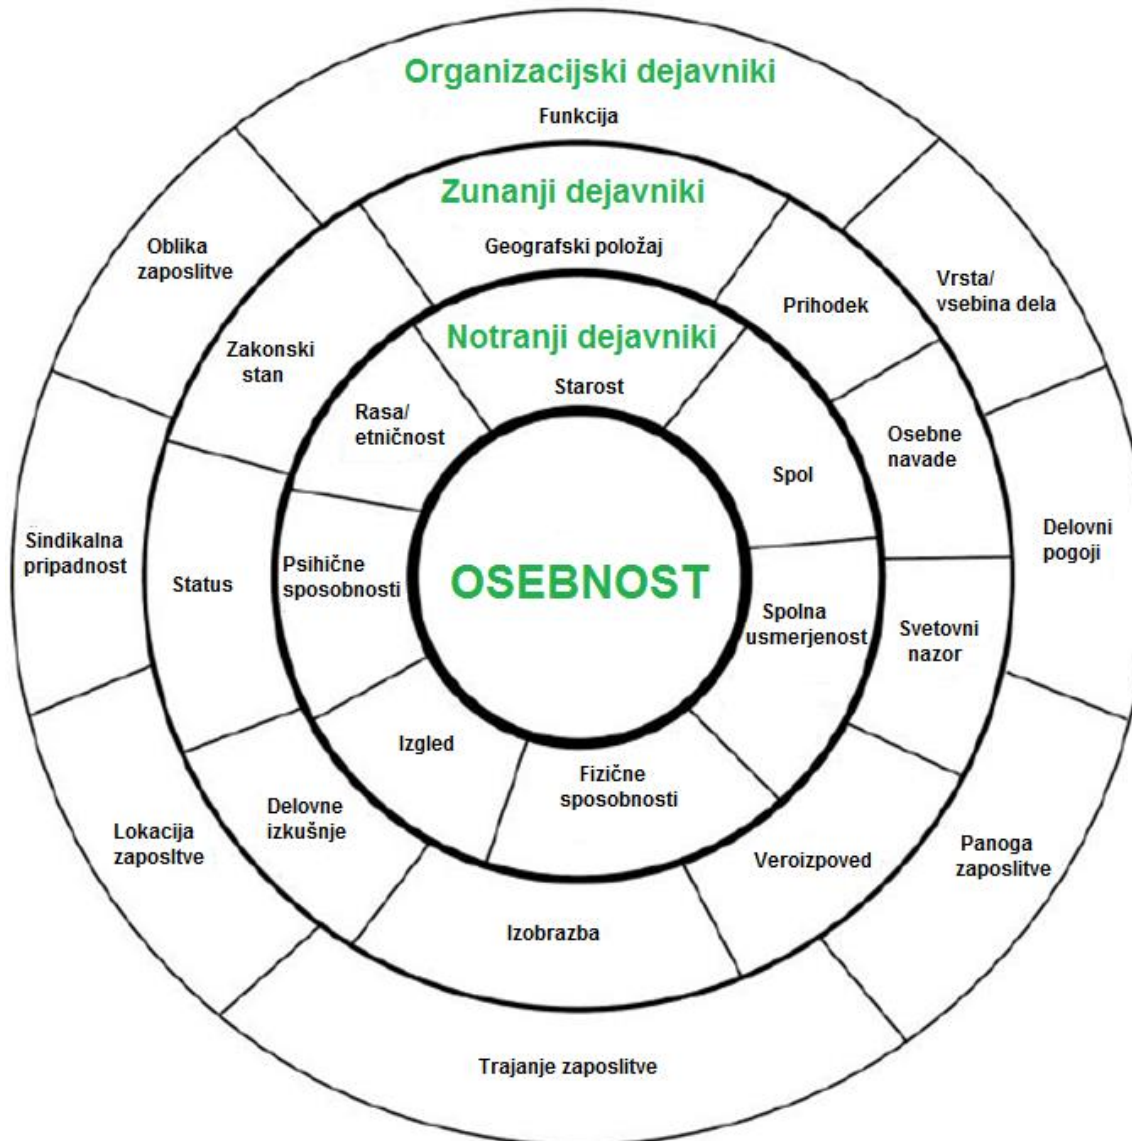 Organizacijski dejavniki
Funkcija
Oblika
zaposlitve
Vrsta/
vsebina dela
Sindikalna
pripadnost
Delovni
pogoji
Lokacija
zaposltve
Panoga
zaposlitve
Trajanje zaposlitve
Zunanji dejavniki
Geografski položaj
Zakonski
stan
Prihodek
Osebne
navade
Status
Svetovni
nazor
Delovne
izkušnje
Veroizpoved
Izobrazba
Notranji dejavniki
Starost
Rasa/
etničnost
Spol
Psihične
sposobnosti
Spolna
usmerjenost
Izgled
Fizične
sposobnosti
OSEBNOST